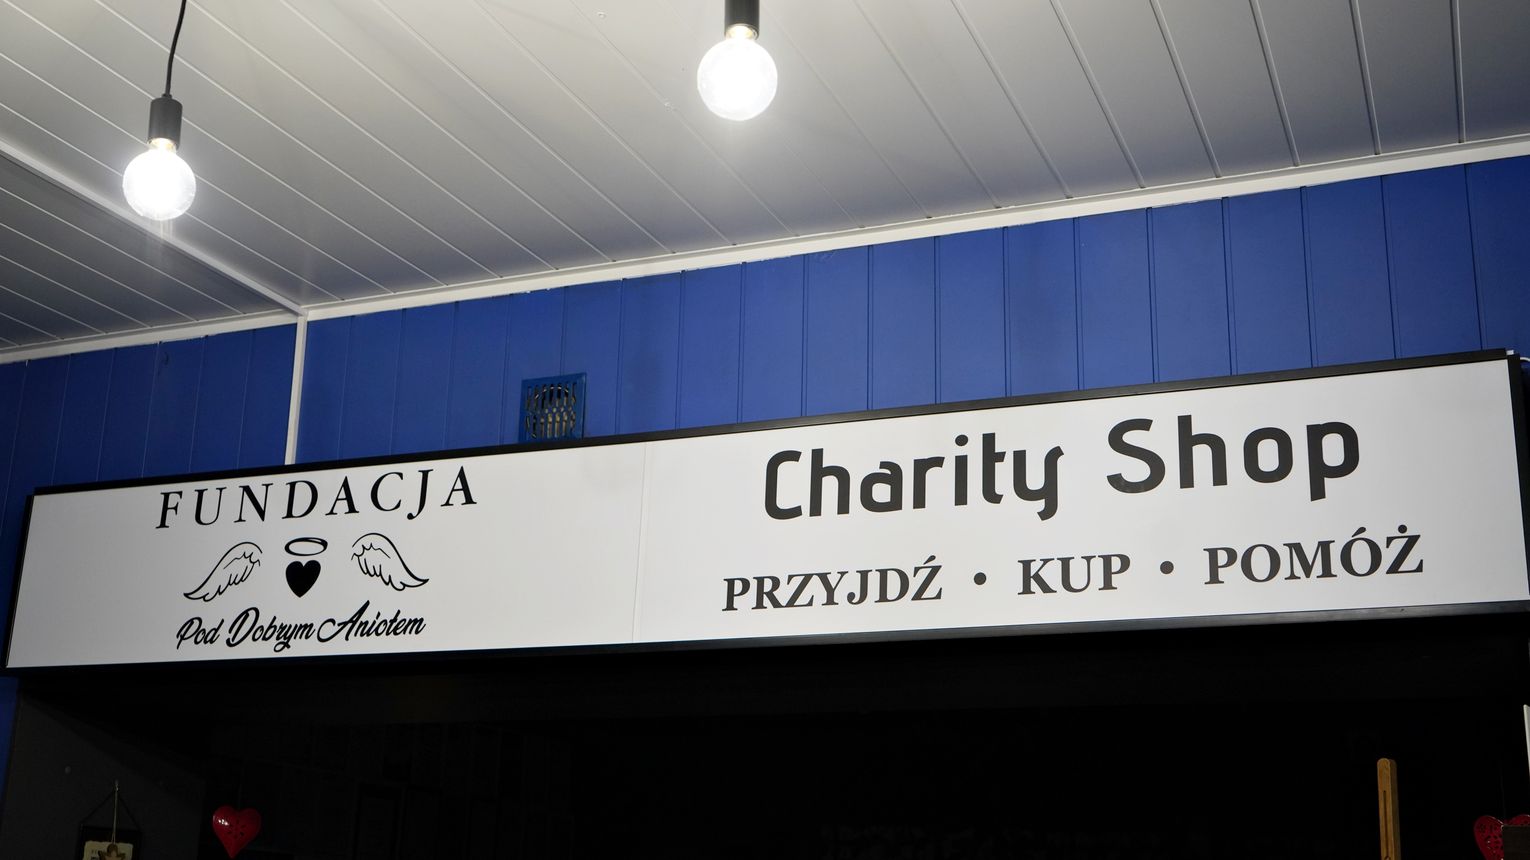 FUNDACJA
Pod Dobrym Aniołem
Charity Shop
PRZYJDŹ • KUP • POMÓŻ